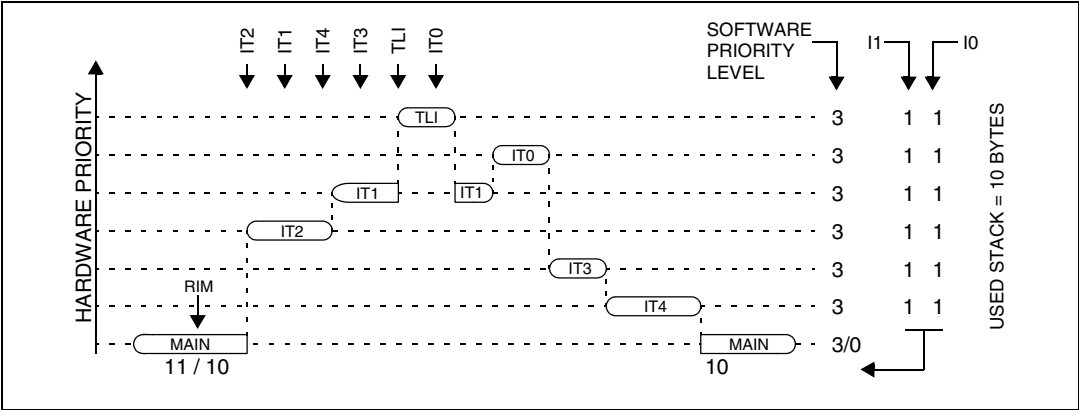 IT2
IT1
IT4
IT3
TLI
IT0
SOFTWARE
PRIORITY
LEVEL
I1
I0
HARDWARE PRIORITY
TLI
3
1 1
IT0
3
1 1
IT1
IT1
3
1 1
IT2
3
1 1
IT3
3
1 1
RIM
IT4
3
1 1
MAIN
MAIN
3/0
11 / 10
10
USED STACK = 10 BYTES